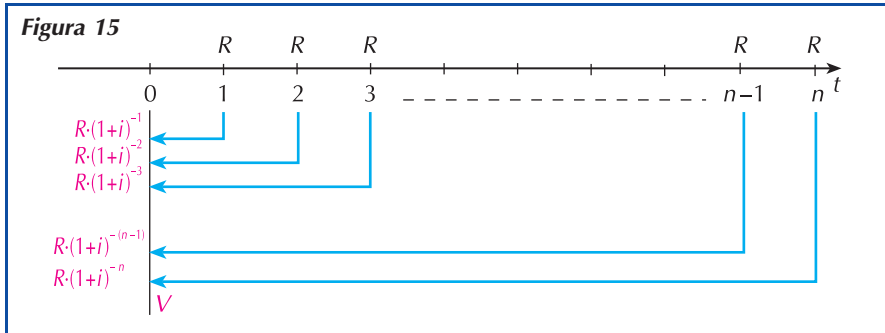 Figura 15
R R R R R
0 1 2 3 n–1 n t
R·(1+i)⁻¹
R·(1+i)⁻²
R·(1+i)⁻³
R·(1+i)⁻⁽ⁿ⁻¹⁾
R·(1+i)⁻ⁿ
V